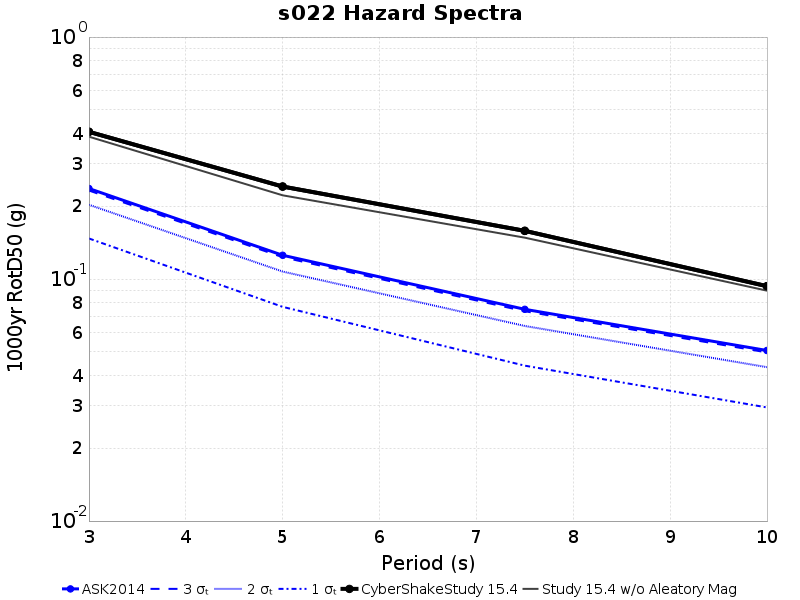 s022 Hazard Spectra
1000yr RotD50 (g)
10^0
8
6
4
3
2
10^-1
8
6
4
3
2
10^-2
3 4 5 6 7 8 9 10
Period (s)
ASK2014 3 σₜ 2 σₜ 1 σₜ CyberShakeStudy 15.4 Study 15.4 w/o Aleatory Mag